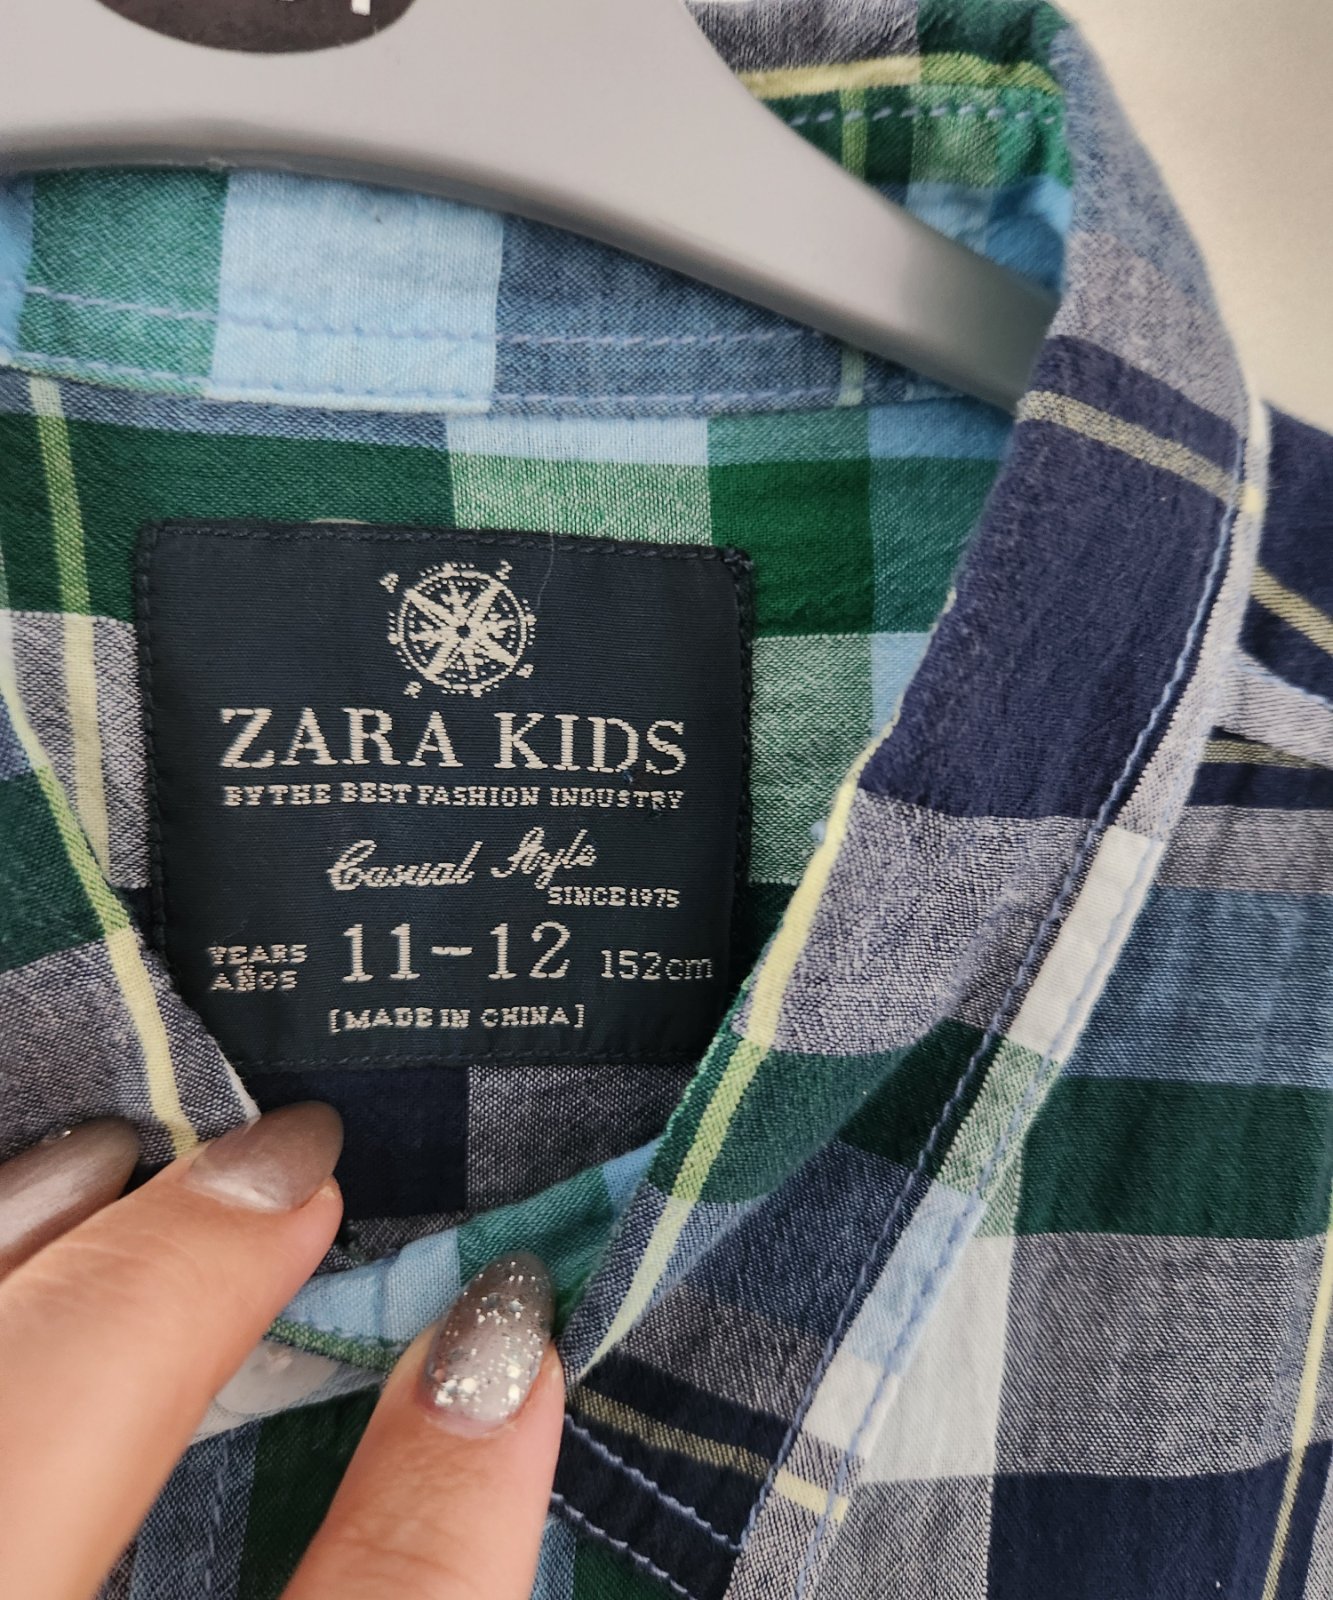 ZARA KIDS
BY THE BEST FASHION INDUSTRY
Casual Style
SINCE 1975
YEARS
AÑOS
11-12
152cm
[MADE IN CHINA]